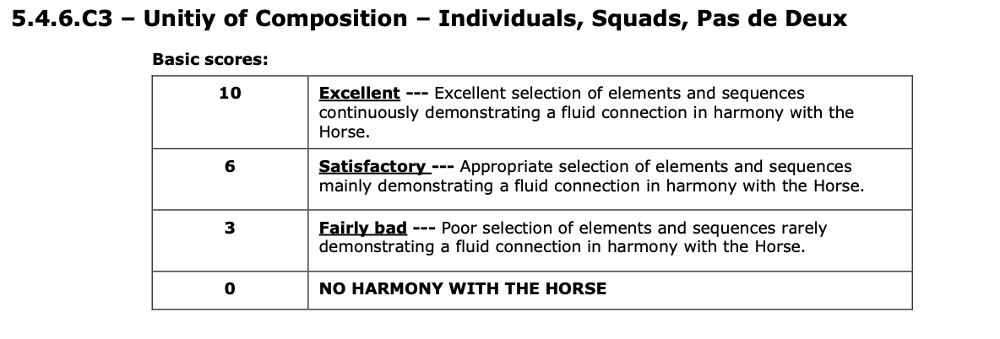 5.4.6.C3 – Unitiy of Composition – Individuals, Squads, Pas de Deux
Basic scores:
10
Excellent --- Excellent selection of elements and sequences
continuously demonstrating a fluid connection in harmony with the
Horse.
6
Satisfactory --- Appropriate selection of elements and sequences
mainly demonstrating a fluid connection in harmony with the Horse.
3
Fairly bad --- Poor selection of elements and sequences rarely
demonstrating a fluid connection in harmony with the Horse.
0
NO HARMONY WITH THE HORSE